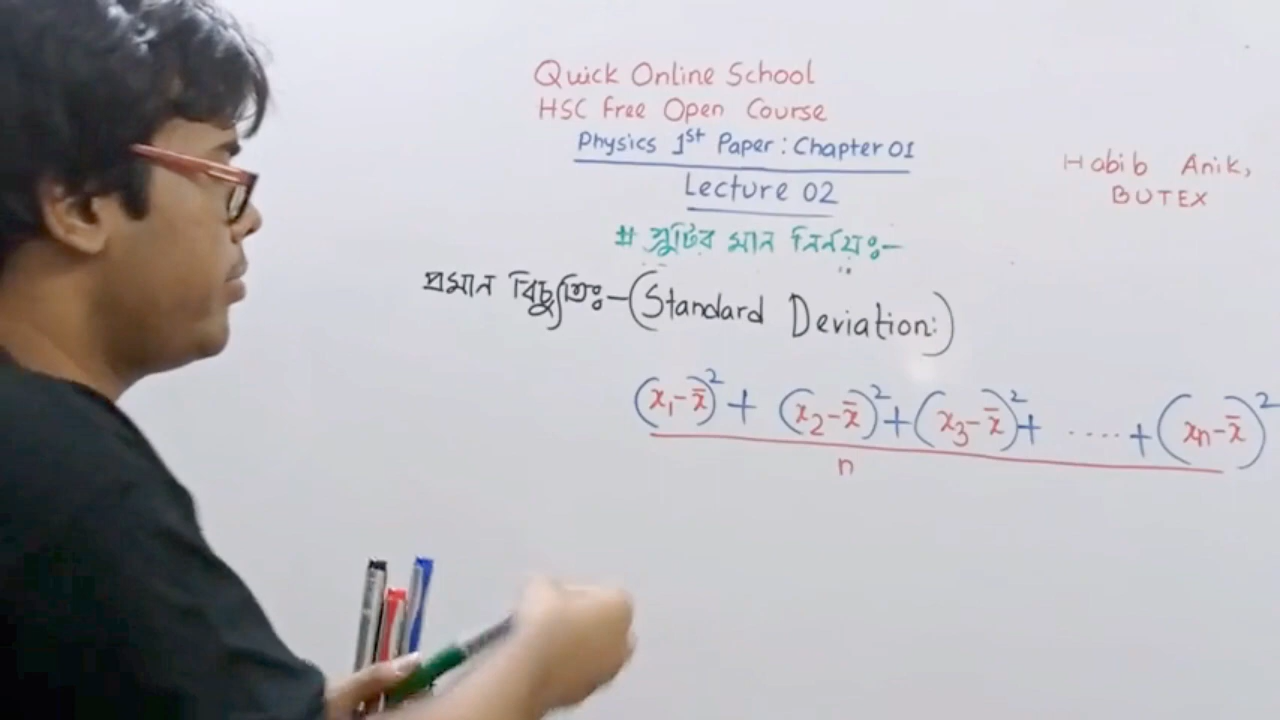 Quick Online School
HSC Free Open Course
Physics 1st Paper: Chapter 01
Lecture 02
Habib Anik,
BUTEX
# ত্রুটির মান নির্নয়ঃ-
প্রমান বিচ্যুতিঃ-(Standard Deviation:)
(x₁-x̄)² + (x₂-x̄)² + (x₃-x̄)² + ..... + (xn-x̄)²
n